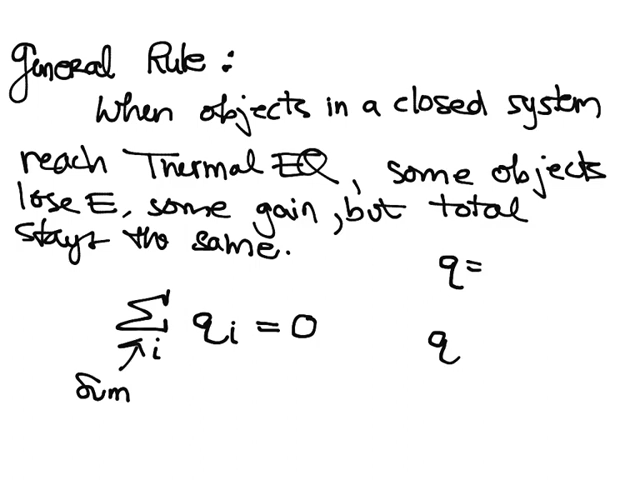 General Rule:
When objects in a closed system
reach Thermal EQ, some objects
lose E, some gain, but total
stays the same.
q=
∑i qi = 0
q
sum